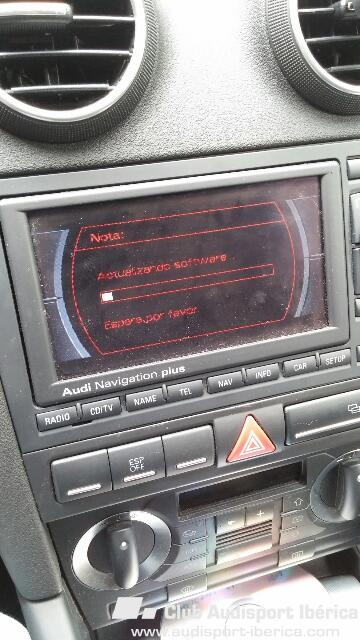 Nota:
Actualizando software
Espera,por favor
Audi Navigation plus
RADIO CD/TV NAME TEL NAV INFO CAR SETUP
ESP OFF
Club Audisport Ibérica
www.audisport-iberica.com